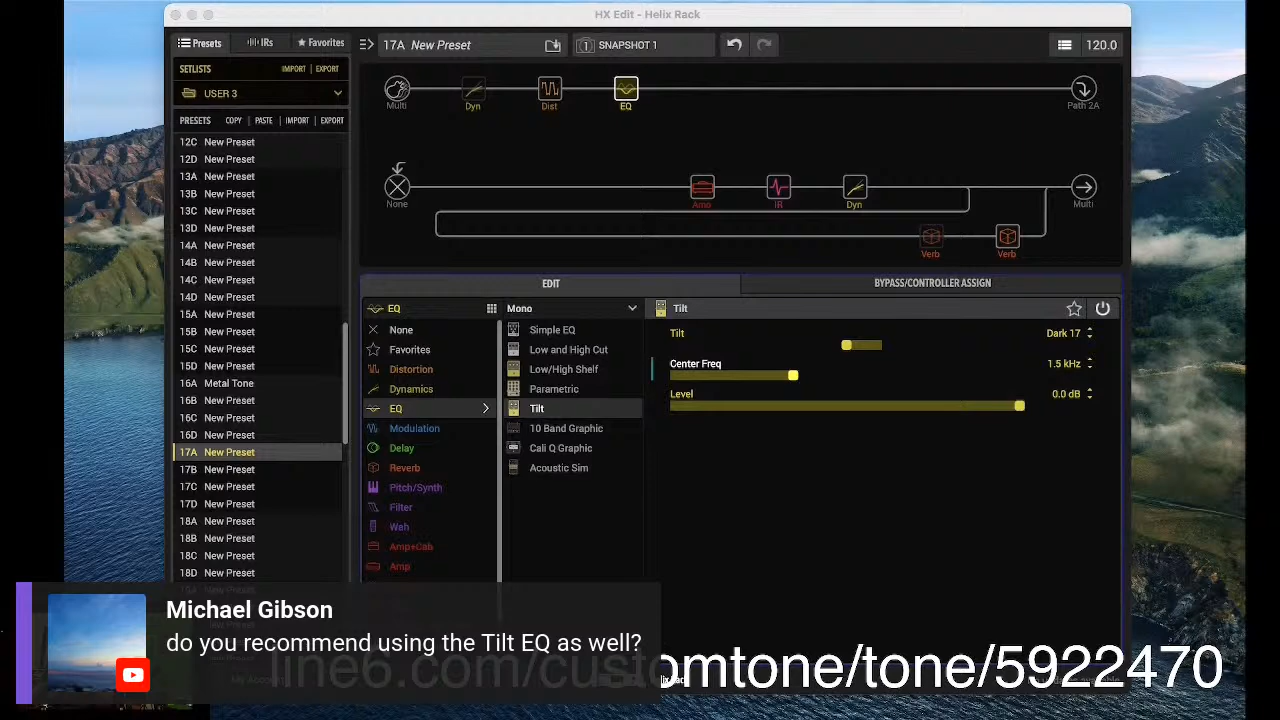 HX Edit - Helix Rack
Presets
IRs
Favorites
17A New Preset
1 SNAPSHOT 1
120.0
SETLISTS IMPORT | EXPORT
USER 3
PRESETS COPY PASTE IMPORT EXPORT
12C New Preset
12D New Preset
13A New Preset
13B New Preset
13C New Preset
13D New Preset
14A New Preset
14B New Preset
14C New Preset
14D New Preset
15A New Preset
15B New Preset
15C New Preset
15D New Preset
16A Metal Tone
16B New Preset
16C New Preset
16D New Preset
17A New Preset
17B New Preset
17C New Preset
17D New Preset
18A New Preset
18B New Preset
18C New Preset
18D New Preset
Multi
Dyn
Dist
EQ
Path 2A
None
Amp
IR
Dyn
Multi
Verb
Verb
EDIT
BYPASS/CONTROLLER ASSIGN
EQ
None
Favorites
Distortion
Dynamics
EQ
Modulation
Delay
Reverb
Pitch/Synth
Filter
Wah
Amp+Cab
Amp
Mono
Simple EQ
Low and High Cut
Low/High Shelf
Parametric
Tilt
10 Band Graphic
Cali Q Graphic
Acoustic Sim
Tilt
Tilt Dark 17
Center Freq 1.5 kHz
Level 0.0 dB
Michael Gibson
do you recommend using the Tilt EQ as well?
line6.com/customtone/tone/5922470